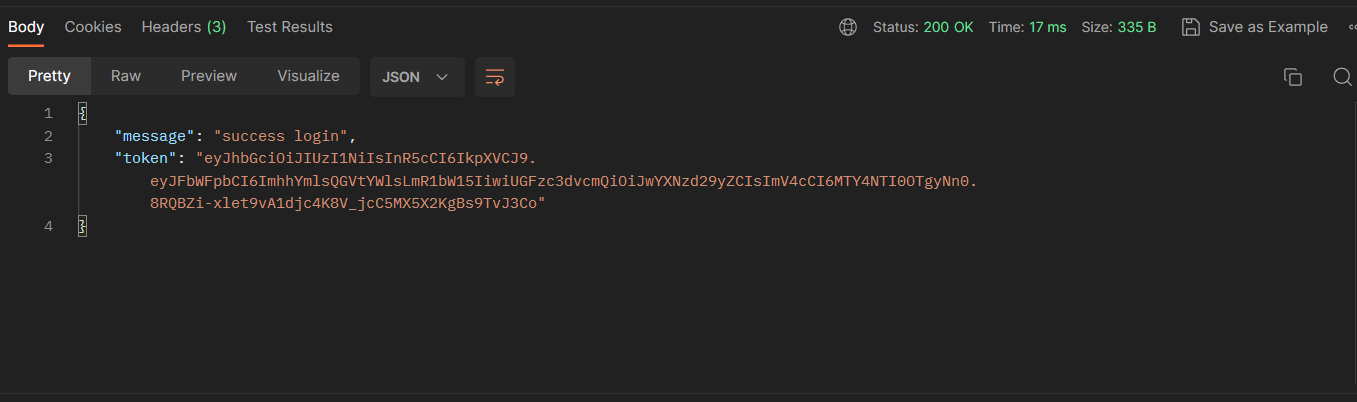 Body Cookies Headers (3) Test Results Status: 200 OK Time: 17 ms Size: 335 B Save as Example
Pretty Raw Preview Visualize JSON
1 {
2 "message": "success login",
3 "token": "eyJhbGciOiJIUzI1NiIsInR5cCI6IkpXVCJ9.
eyJFbWFpbCI6ImhhYmlsQGVtYWlsLmR1bW15IiwiUGFzc3dvcmQiOiJwYXNzd29yZCIsImV4cCI6MTY4NTI0OTgyNn0.
8RQBZi-xlet9vA1djc4K8V_jcC5MX5X2KgBs9TvJ3Co"
4 }